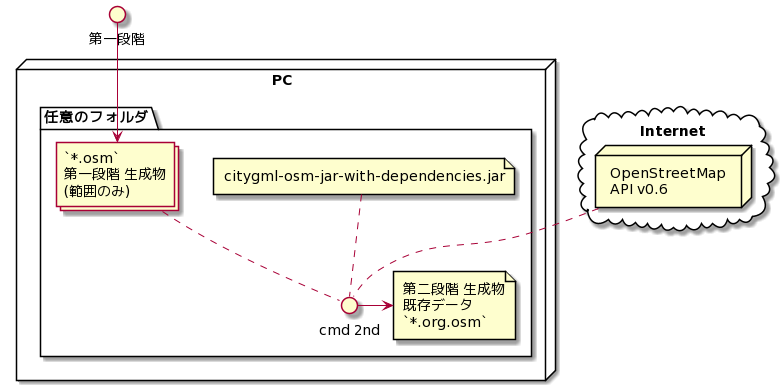 第一段階
PC
任意のフォルダ
`*.osm`
第一段階 生成物
(範囲のみ)
citygml-osm-jar-with-dependencies.jar
Internet
OpenStreetMap
API v0.6
cmd 2nd
第二段階 生成物
既存データ
`*.org.osm`